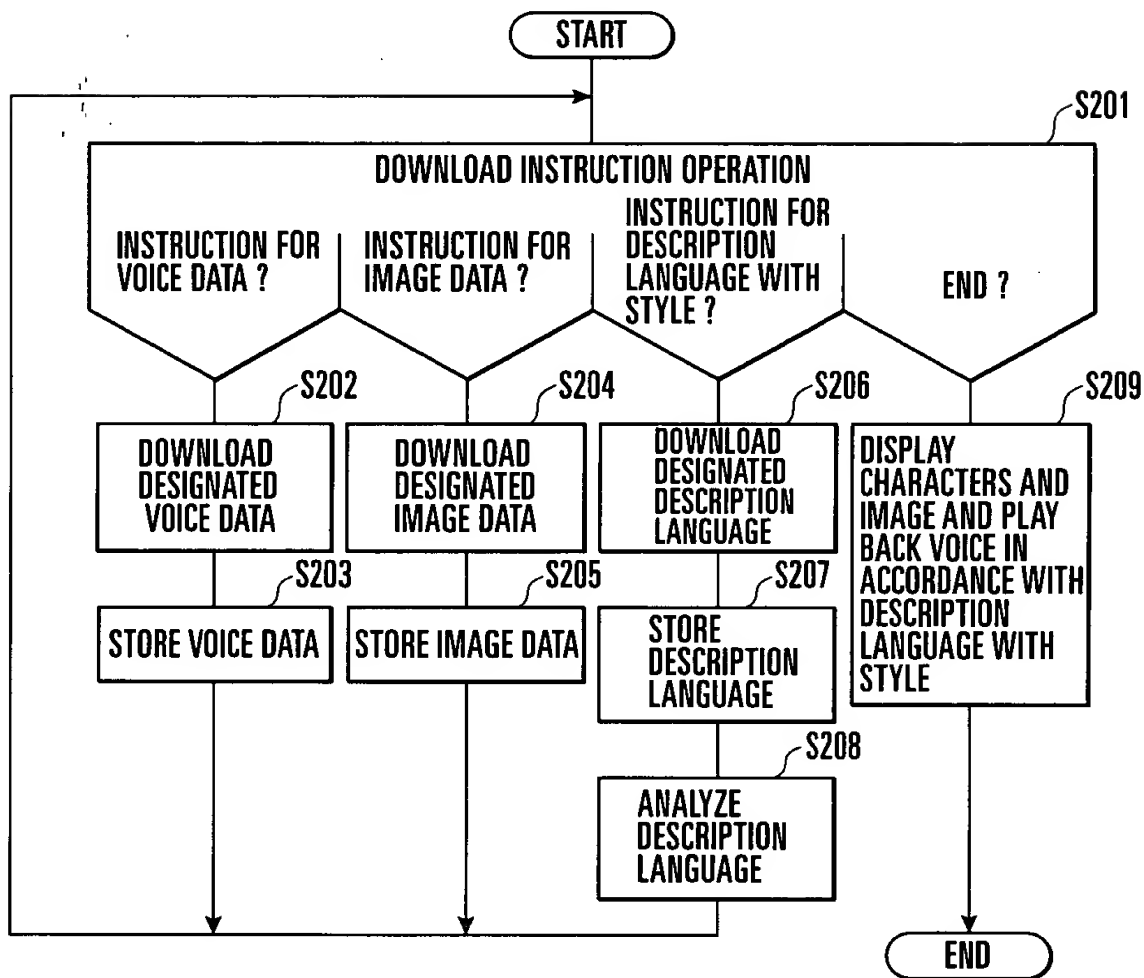 START
S201
DOWNLOAD INSTRUCTION OPERATION
INSTRUCTION FOR
VOICE DATA ?
INSTRUCTION FOR
IMAGE DATA ?
INSTRUCTION FOR
DESCRIPTION
LANGUAGE WITH
STYLE ?
END ?
S202
DOWNLOAD
DESIGNATED
VOICE DATA
S203
STORE VOICE DATA
S204
DOWNLOAD
DESIGNATED
IMAGE DATA
S205
STORE IMAGE DATA
S206
DOWNLOAD
DESIGNATED
DESCRIPTION
LANGUAGE
S207
STORE
DESCRIPTION
LANGUAGE
S208
ANALYZE
DESCRIPTION
LANGUAGE
S209
DISPLAY
CHARACTERS AND
IMAGE AND PLAY
BACK VOICE IN
ACCORDANCE WITH
DESCRIPTION
LANGUAGE WITH
STYLE
END